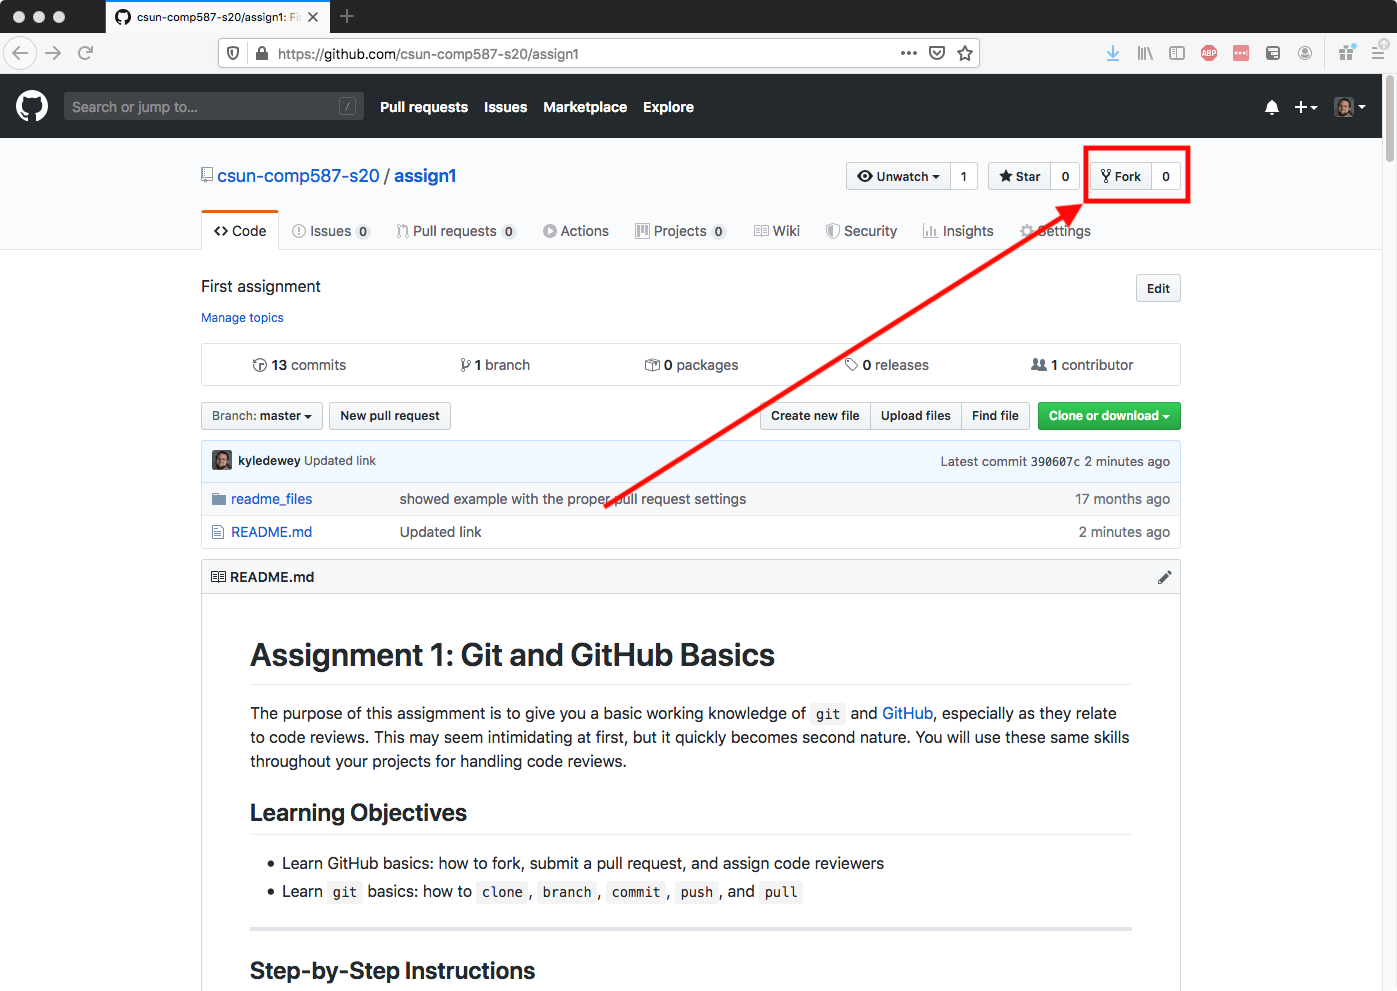 csun-comp587-s20/assign1: Fi
https://github.com/csun-comp587-s20/assign1
ABP
Search or jump to... /
Pull requests Issues Marketplace Explore
csun-comp587-s20 / assign1
Unwatch 1 Star 0 Fork 0
Code Issues 0 Pull requests 0 Actions Projects 0 Wiki Security Insights Settings
First assignment
Edit
Manage topics
13 commits 1 branch 0 packages 0 releases 1 contributor
Branch: master New pull request Create new file Upload files Find file Clone or download
kyledewey Updated link Latest commit 390607c 2 minutes ago
readme_files showed example with the proper pull request settings 17 months ago
README.md Updated link 2 minutes ago
README.md
Assignment 1: Git and GitHub Basics
The purpose of this assigmment is to give you a basic working knowledge of git and GitHub, especially as they relate
to code reviews. This may seem intimidating at first, but it quickly becomes second nature. You will use these same skills
throughout your projects for handling code reviews.
Learning Objectives
• Learn GitHub basics: how to fork, submit a pull request, and assign code reviewers
• Learn git basics: how to clone, branch, commit, push, and pull
Step-by-Step Instructions